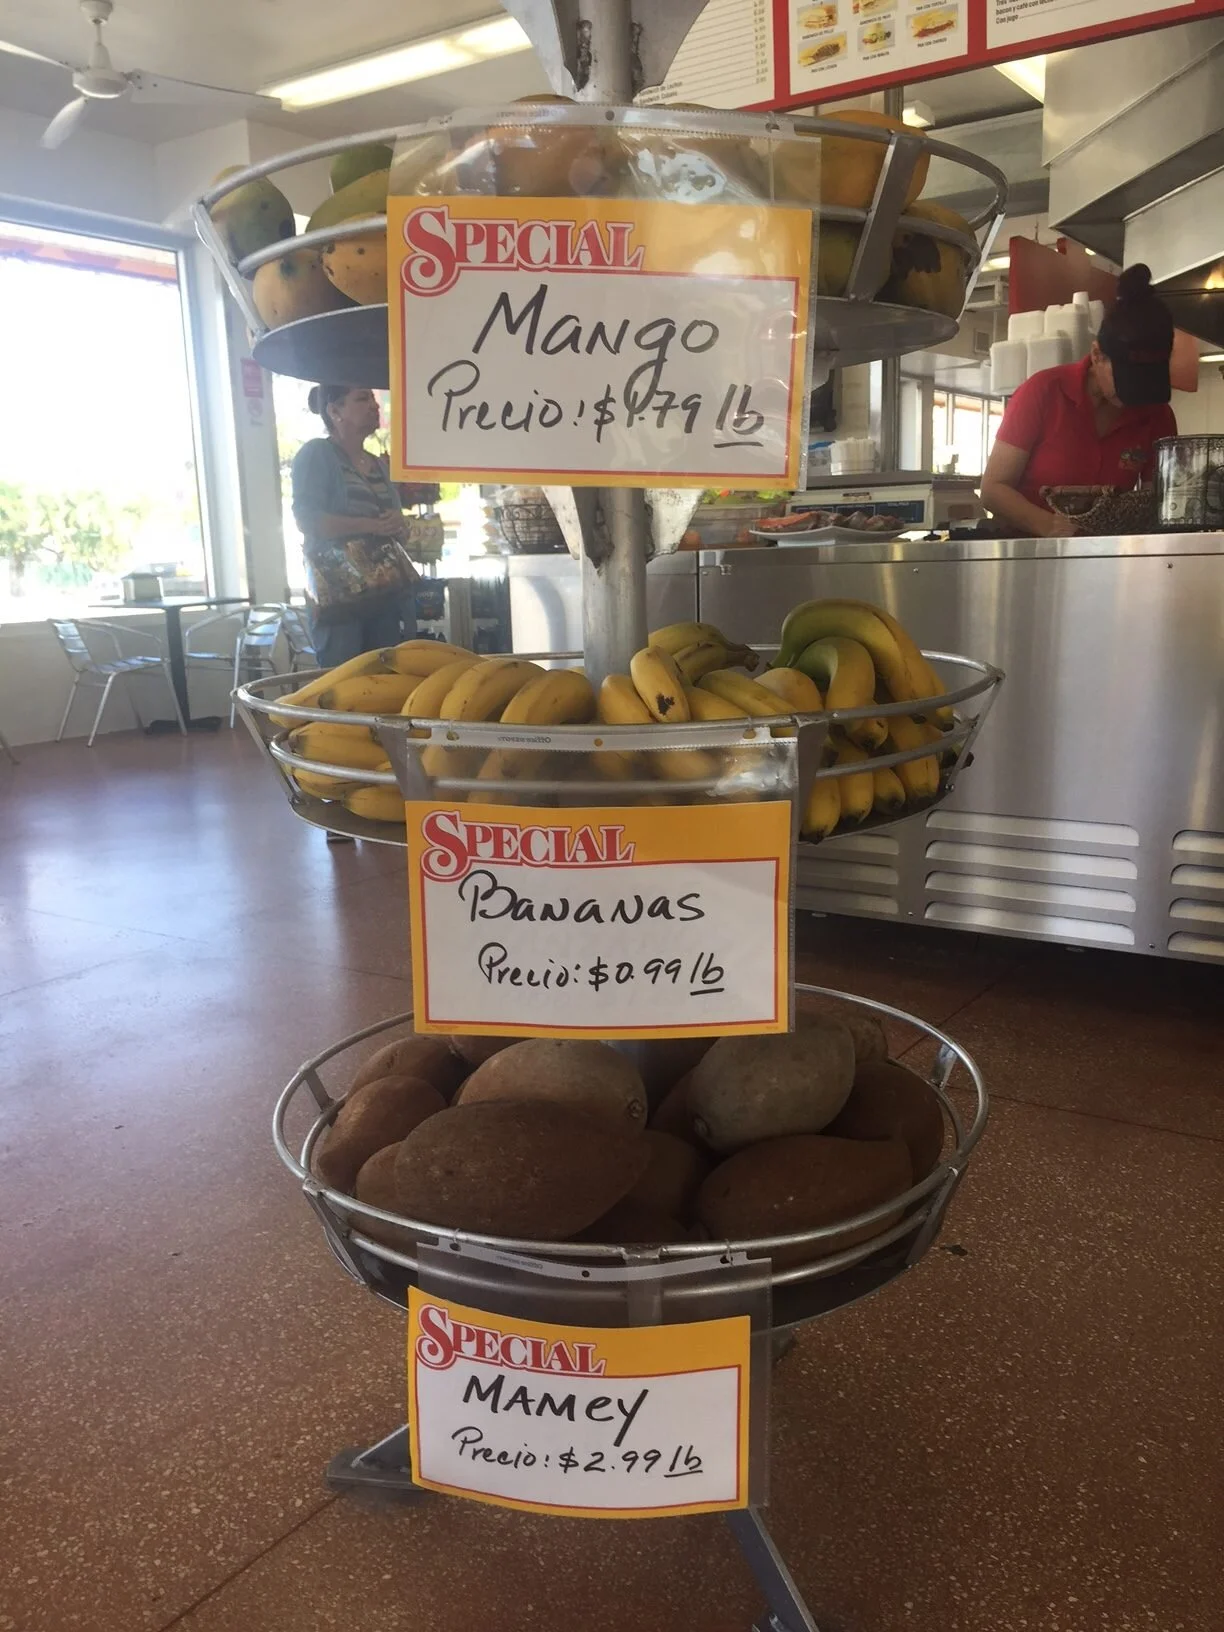 SPECIAL
Mango
Precio: $1.79 lb
SPECIAL
Bananas
Precio: $0.99 lb
SPECIAL
MAMey
Precio: $2.99 lb